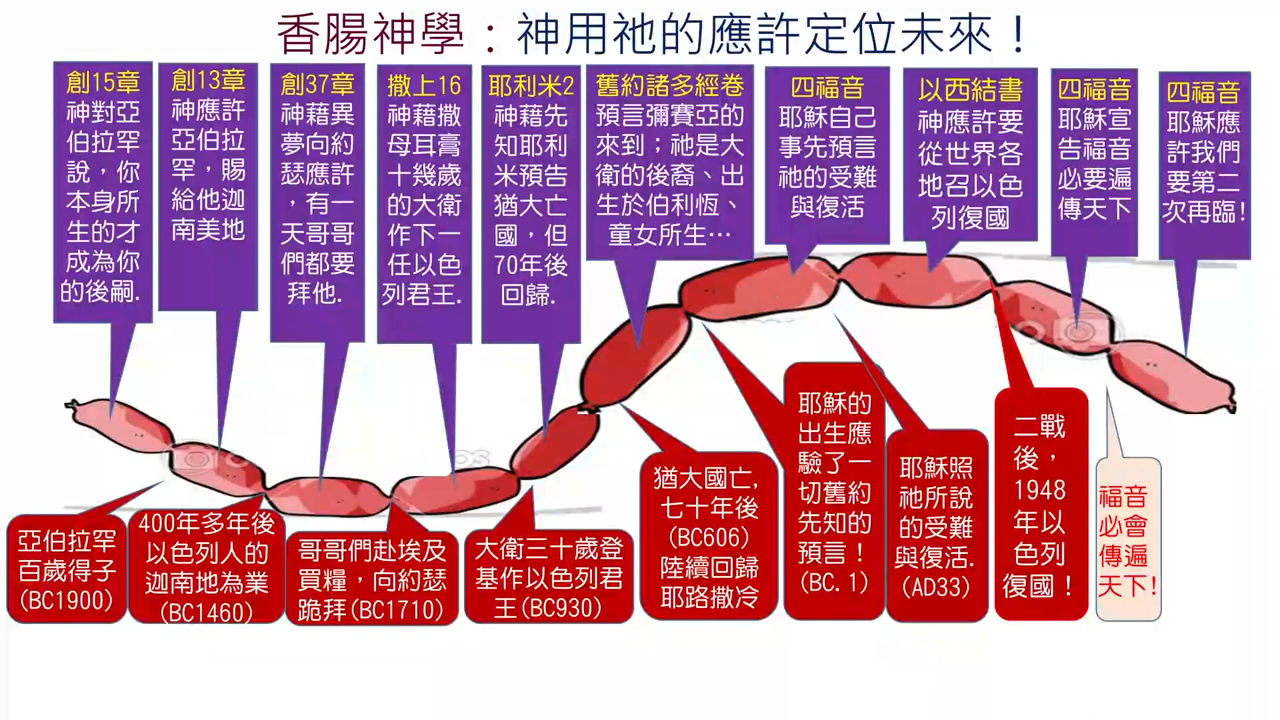 香腸神學：神用祂的應許定位未來！
創15章
神對亞
伯拉罕
說，你
本身所
生的才
成為你
的後嗣.
創13章
神應許
亞伯拉
罕，賜
給他迦
南美地
創37章
神藉異
夢向約
瑟應許
，有一
天哥哥
們都要
拜他.
撒上16
神藉撒
母耳膏
十幾歲
的大衛
作下一
任以色
列君王.
耶利米2
神藉先
知耶利
米預告
猶大亡
國，但
70年後
回歸.
舊約諸多經卷
預言彌賽亞的
來到；祂是大
衛的後裔、出
生於伯利恆、
童女所生…
四福音
耶穌自己
事先預言
祂的受難
與復活
以西結書
神應許要
從世界各
地召以色
列復國
四福音
耶穌宣
告福音
必要遍
傳天下
四福音
耶穌應
許我們
要第二
次再臨!
亞伯拉罕
百歲得子
(BC1900)
400年多年後
以色列人的
迦南地為業
(BC1460)
哥哥們赴埃及
買糧，向約瑟
跪拜(BC1710)
大衛三十歲登
基作以色列君
王(BC930)
猶大國亡,
七十年後
(BC606)
陸續回歸
耶路撒冷
耶穌的
出生應
驗了一
切舊約
先知的
預言！
(BC.1)
耶穌照
祂所說
的受難
與復活.
(AD33)
二戰
後，
1948
年以
色列
復國！
福音
必會
傳遍
天下!